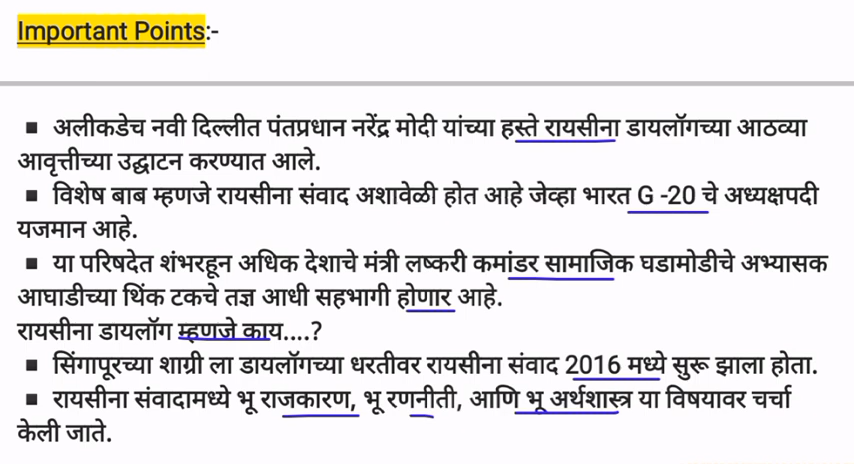 Important Points:-
▪ अलीकडेच नवी दिल्लीत पंतप्रधान नरेंद्र मोदी यांच्या हस्ते रायसीना डायलॉगच्या आठव्या
आवृत्तीच्या उद्घाटन करण्यात आले.
▪ विशेष बाब म्हणजे रायसीना संवाद अशावेळी होत आहे जेव्हा भारत G -20 चे अध्यक्षपदी
यजमान आहे.
▪ या परिषदेत शंभरहून अधिक देशाचे मंत्री लष्करी कमांडर सामाजिक घडामोडीचे अभ्यासक
आघाडीच्या थिंक टकचे तज्ञ आधी सहभागी होणार आहे.
रायसीना डायलॉग म्हणजे काय....?
▪ सिंगापूरच्या शाग्री ला डायलॉगच्या धरतीवर रायसीना संवाद 2016 मध्ये सुरू झाला होता.
▪ रायसीना संवादामध्ये भू राजकारण, भू रणनीती, आणि भू अर्थशास्त्र या विषयावर चर्चा
केली जाते.